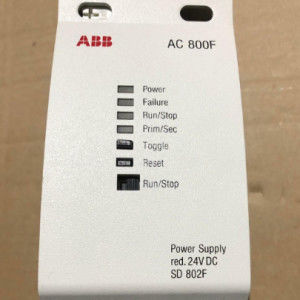 ABB AC 800F
Power
Failure
Run/Stop
Prim/Sec
Toggle
Reset
Run/Stop
Power Supply
red. 24V DC
SD 802F